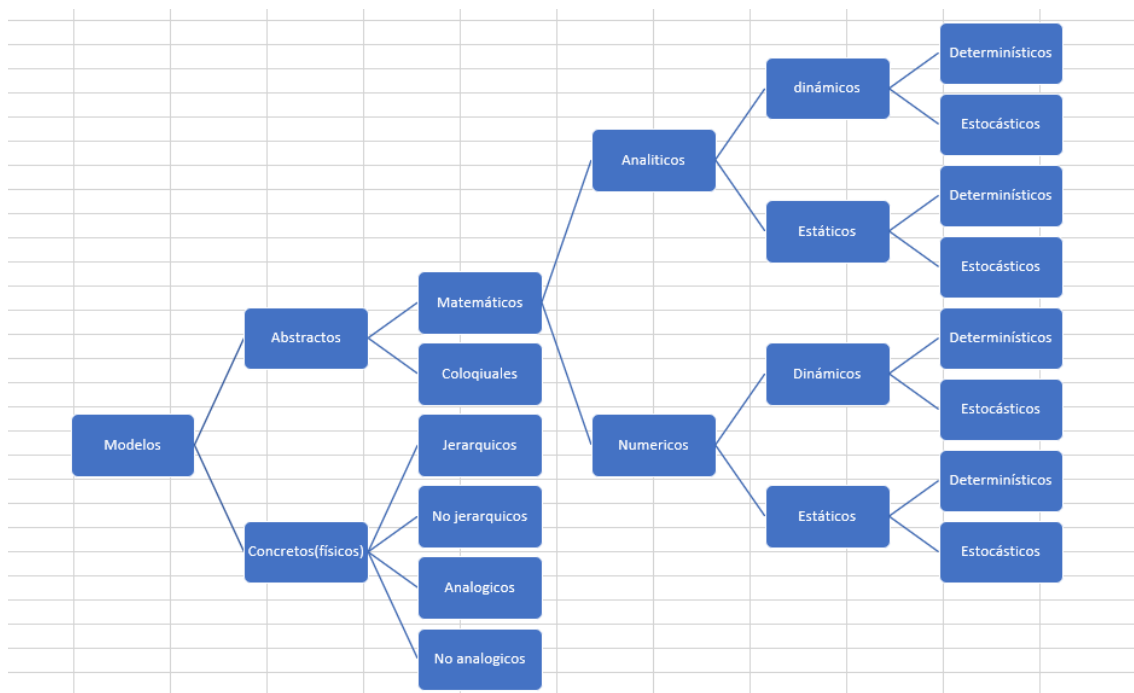 Modelos
Abstractos
Matemáticos
Analiticos
dinámicos
Determinísticos
Estocásticos
Estáticos
Determinísticos
Estocásticos
Numericos
Dinámicos
Determinísticos
Estocásticos
Estáticos
Determinísticos
Estocásticos
Coloqiuales
Concretos(físicos)
Jerarquicos
No jerarquicos
Analogicos
No analogicos